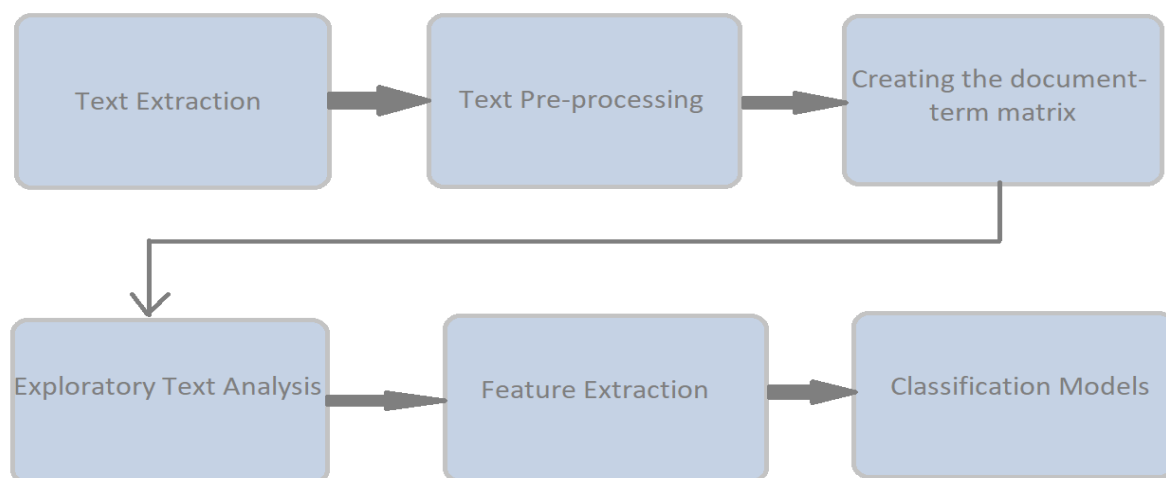 Text Extraction
Text Pre-processing
Creating the document-
term matrix
Exploratory Text Analysis
Feature Extraction
Classification Models